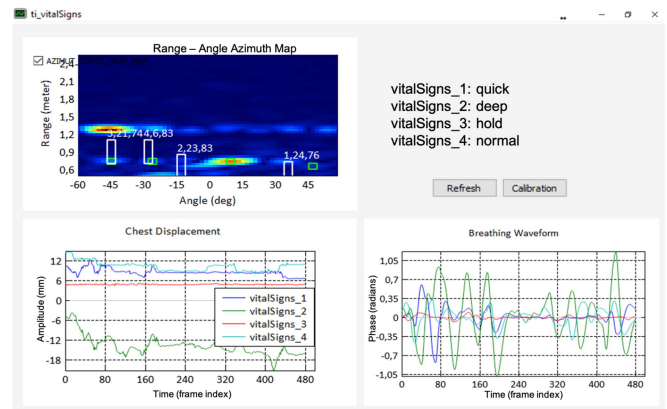 ti_vitalSigns
Range – Angle Azimuth Map
Range (meter)
2,4
2,1
1,8
1,5
1,2
0,9
0,6
3,21,74
4,6,83
2,23,83
1,24,76
-60 -45 -30 -15 0 15 30 45
Angle (deg)
vitalSigns_1: quick
vitalSigns_2: deep
vitalSigns_3: hold
vitalSigns_4: normal
Refresh Calibration
Chest Displacement
Amplitude (mm)
12
6
0
-6
-12
-18
vitalSigns_1
vitalSigns_2
vitalSigns_3
vitalSigns_4
0 80 160 240 320 400 480
Time (frame index)
Breathing Waveform
Phase (radians)
1,05
0,7
0,35
0
-0,35
-0,7
-1,05
0 80 160 240 320 400 480
Time (frame index)